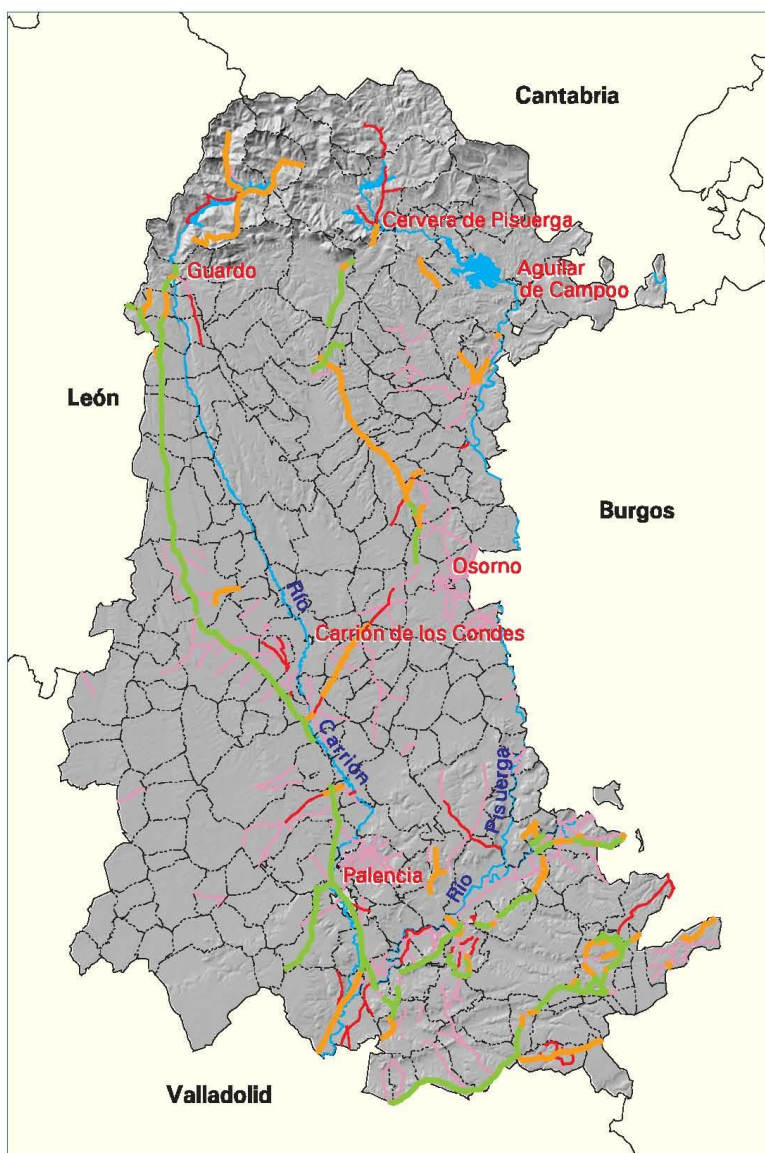 Cantabria
Cervera de Pisuerga
Guardo
Aguilar
de Campoo
León
Burgos
Osorno
Río
Carrión de los Condes
Carrión
Pisuerga
Palencia
Río
Valladolid